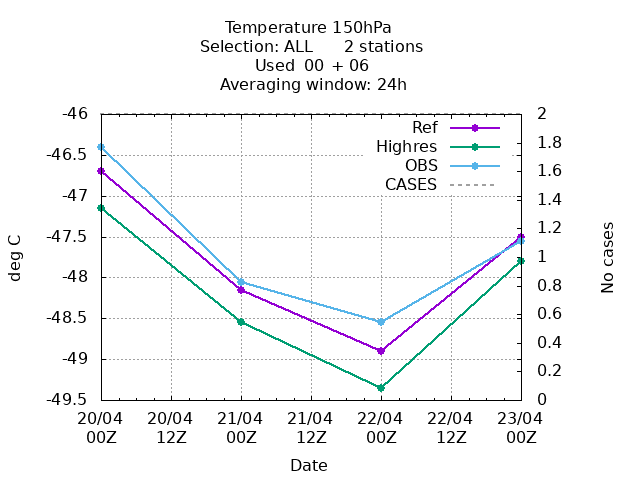 Temperature 150hPa
Selection: ALL      2 stations
Used  00 + 06
Averaging window: 24h
-46
-46.5
-47
-47.5
-48
-48.5
-49
-49.5
deg C
2
1.8
1.6
1.4
1.2
1
0.8
0.6
0.4
0.2
0
No cases
Ref
Highres
OBS
CASES
20/04 20/04 21/04 21/04 22/04 22/04 23/04
00Z 12Z 00Z 12Z 00Z 12Z 00Z
Date